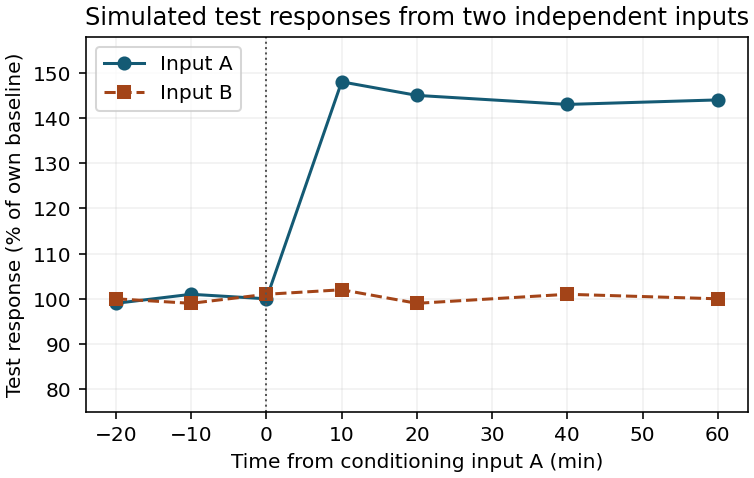 Simulated test responses from two independent inputs
Test response (% of own baseline)
150
140
130
120
110
100
90
80
Input A
Input B
−20 −10 0 10 20 30 40 50 60
Time from conditioning input A (min)